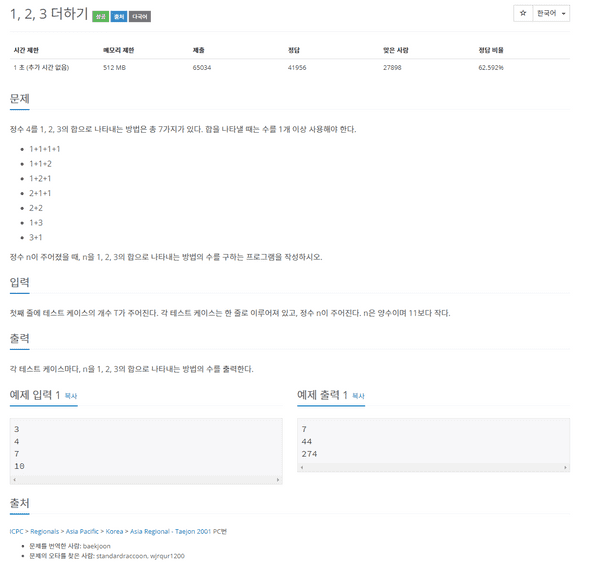 1, 2, 3 더하기 성공 출처 다국어
☆ 한국어
시간 제한 메모리 제한 제출 정답 맞은 사람 정답 비율
1 초 (추가 시간 없음) 512 MB 65034 41956 27898 62.592%
문제
정수 4를 1, 2, 3의 합으로 나타내는 방법은 총 7가지가 있다. 합을 나타낼 때는 수를 1개 이상 사용해야 한다.
• 1+1+1+1
• 1+1+2
• 1+2+1
• 2+1+1
• 2+2
• 1+3
• 3+1
정수 n이 주어졌을 때, n을 1, 2, 3의 합으로 나타내는 방법의 수를 구하는 프로그램을 작성하시오.
입력
첫째 줄에 테스트 케이스의 개수 T가 주어진다. 각 테스트 케이스는 한 줄로 이루어져 있고, 정수 n이 주어진다. n은 양수이며 11보다 작다.
출력
각 테스트 케이스마다, n을 1, 2, 3의 합으로 나타내는 방법의 수를 출력한다.
예제 입력 1 복사
3
4
7
10
예제 출력 1 복사
7
44
274
출처
ICPC > Regionals > Asia Pacific > Korea > Asia Regional - Taejon 2001 PC번
• 문제를 번역한 사람: baekjoon
• 문제의 오타를 찾은 사람: standardraccoon, wjrqur1200